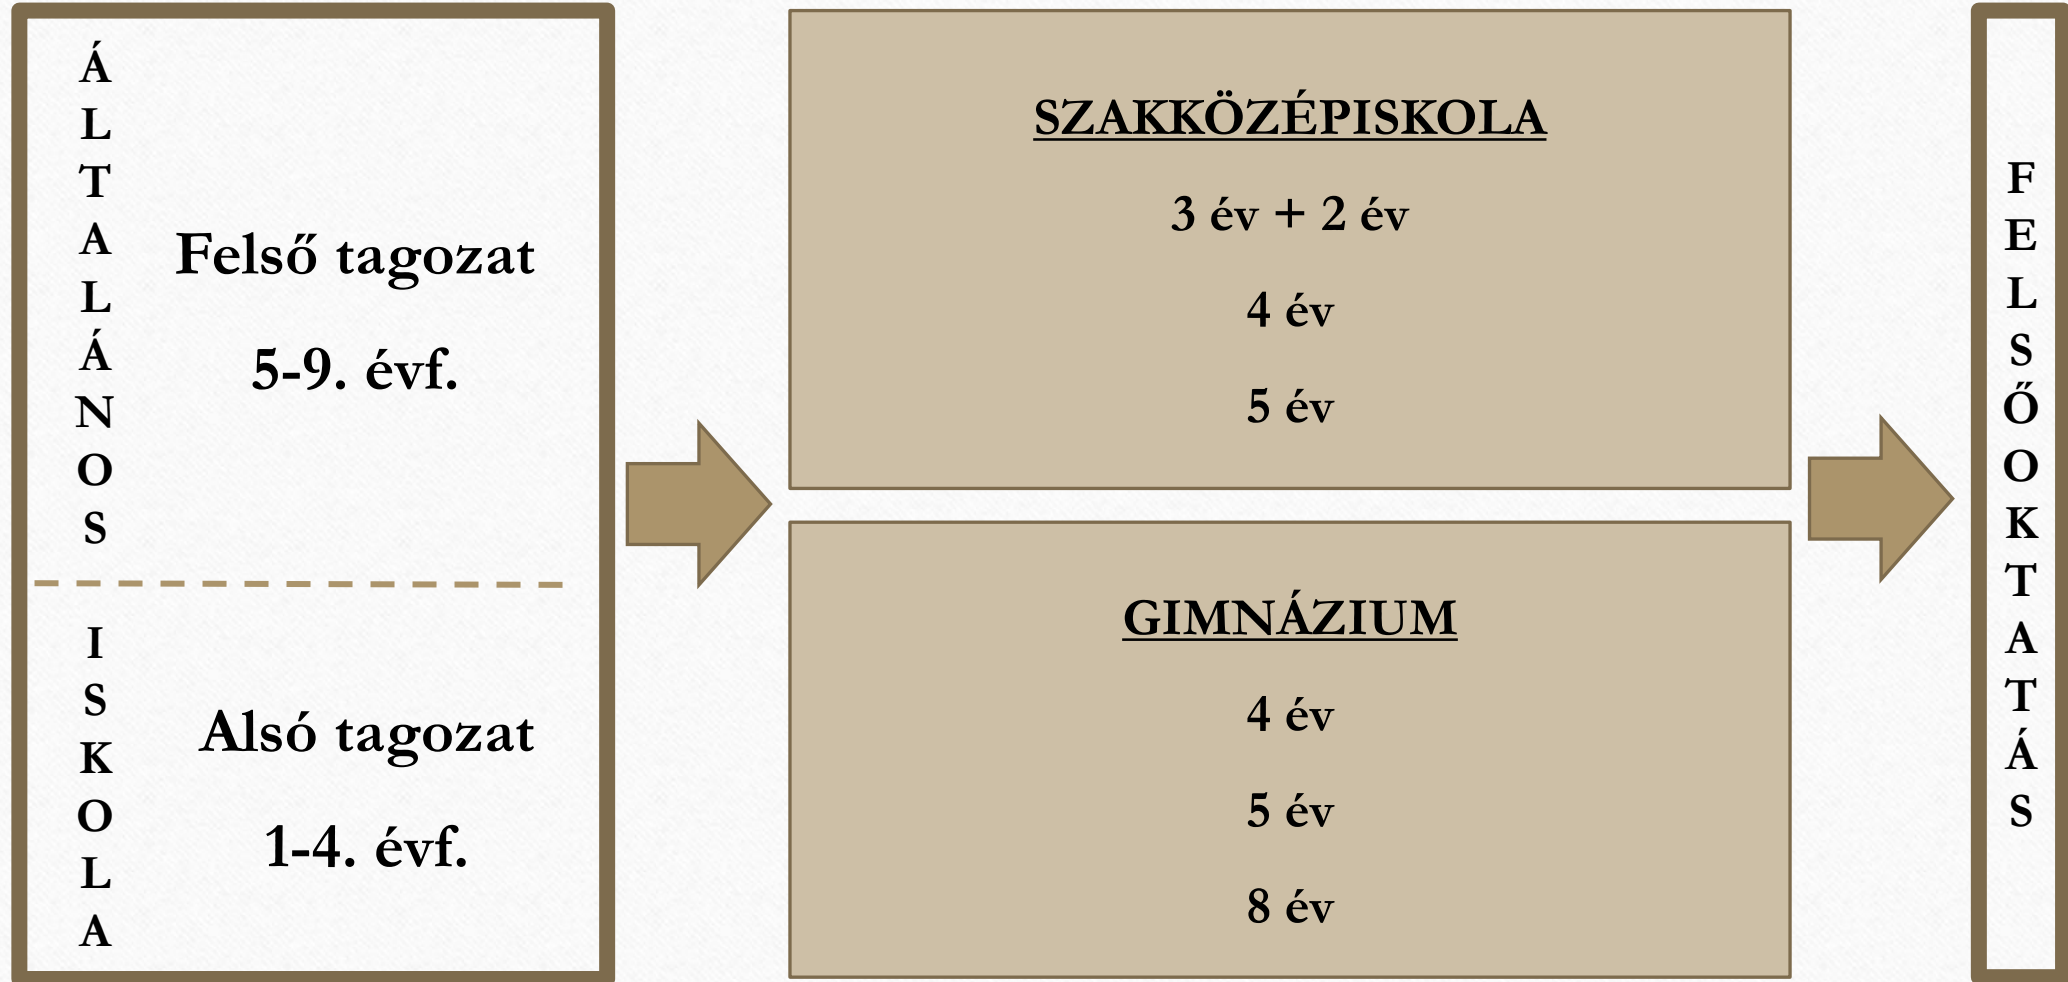 ÁLTALÁNOS
ISKOLA
Felső tagozat
5-9. évf.
Alsó tagozat
1-4. évf.
SZAKKÖZÉPISKOLA
3 év + 2 év
4 év
5 év
GIMNÁZIUM
4 év
5 év
8 év
FELSŐOKTATÁS